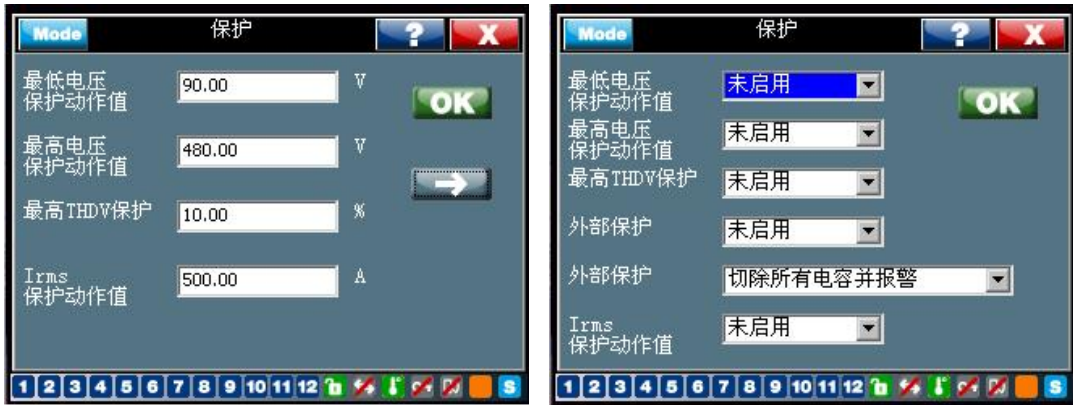 Mode
保护
?
X
最低电压
保护动作值
90.00
V
OK
最高电压
保护动作值
480.00
V
最高THDV保护
10.00
%
Irms
保护动作值
500.00
A
1 2 3 4 5 6 7 8 9 10 11 12
S
Mode
保护
?
X
最低电压
保护动作值
未启用
OK
最高电压
保护动作值
未启用
最高THDV保护
未启用
外部保护
未启用
外部保护
切除所有电容并报警
Irms
保护动作值
未启用
1 2 3 4 5 6 7 8 9 10 11 12
S